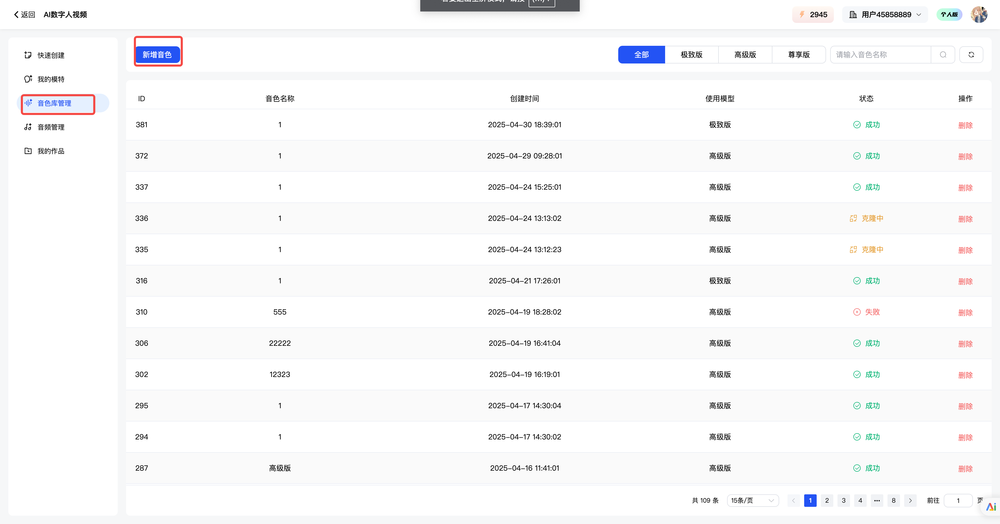 返回 AI数字人视频
2945 用户45858889 个人版
快速创建
我的模特
音色库管理
音频管理
我的作品
新增音色 全部 极致版 高级版 尊享版 请输入音色名称
ID 音色名称 创建时间 使用模型 状态 操作
381 1 2025-04-30 18:39:01 极致版 成功 删除
372 1 2025-04-29 09:28:01 高级版 成功 删除
337 1 2025-04-24 15:25:01 高级版 成功 删除
336 1 2025-04-24 13:13:02 高级版 克隆中 删除
335 1 2025-04-24 13:12:23 高级版 克隆中 删除
316 1 2025-04-21 17:26:01 极致版 成功 删除
310 555 2025-04-19 18:28:02 高级版 失败 删除
306 22222 2025-04-19 16:41:04 高级版 成功 删除
302 12323 2025-04-19 16:19:01 高级版 成功 删除
295 1 2025-04-17 14:30:04 高级版 成功 删除
294 1 2025-04-17 14:30:02 高级版 成功 删除
287 高级版 2025-04-16 11:41:01 高级版 成功 删除
共 109 条 15条/页 1 2 3 4 ••• 8 前往 1 页
Ai